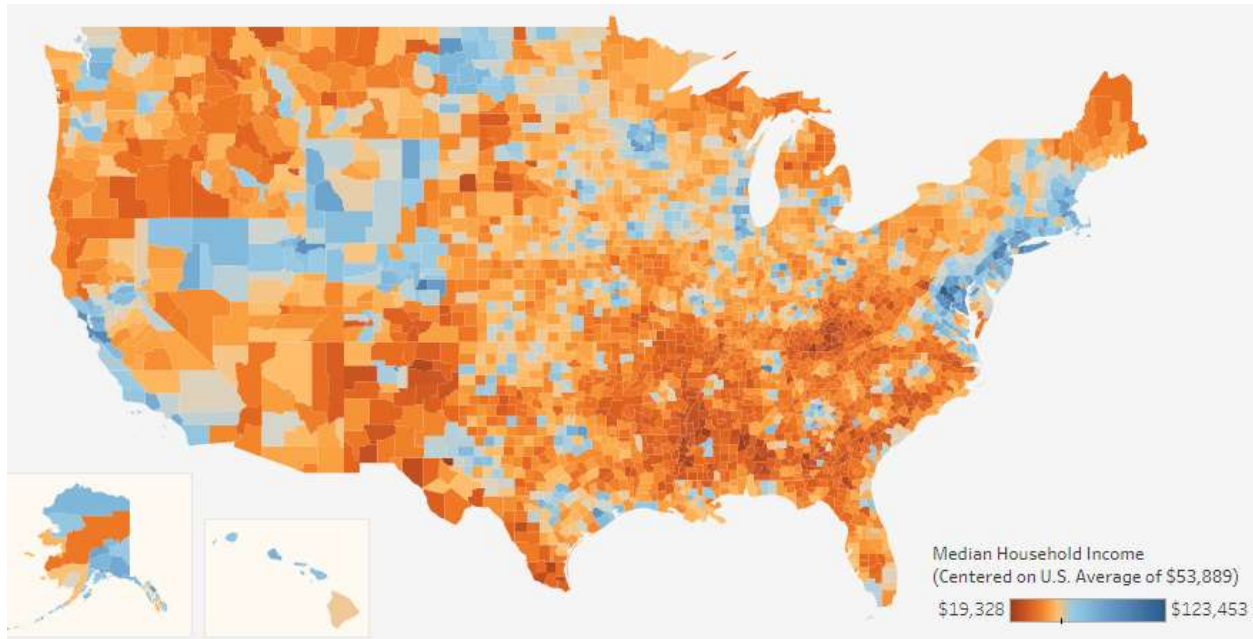 Median Household Income
(Centered on U.S. Average of $53,889)
$19,328 $123,453